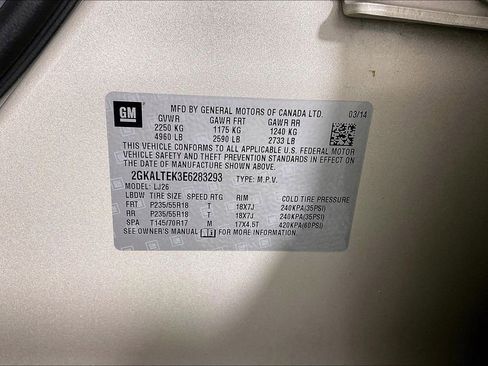 GM
MFD BY GENERAL MOTORS OF CANADA LTD. 03/14
GVWR GAWR FRT GAWR RR
2250 KG 1175 KG 1240 KG
4960 LB 2590 LB 2733 LB
THIS VEHICLE CONFORMS TO ALL APPLICABLE U.S. FEDERAL
MOTOR VEHICLE SAFETY, BUMPER, AND
THEFT PREVENTION STANDARDS IN EFFECT ON
THE DATE OF MANUFACTURE SHOWN ABOVE.
2GKALTEK3E6283293 TYPE: M.P.V.
MODEL: LJ26
LBDW TIRE SIZE SPEED RTG RIM COLD TIRE PRESSURE
FRT P235/55R18 T 18X7J 240KPA(35PSI)
RR P235/55R18 T 18X7J 240KPA(35PSI)
SPA T145/70R17 M 17X4.5T 420KPA(60PSI)
SEE OWNER'S MANUAL FOR MORE INFORMATION.